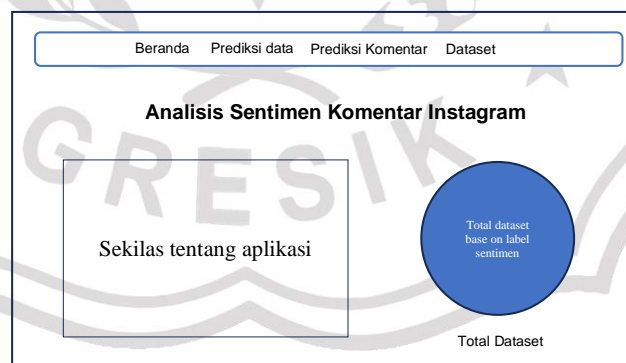 Beranda Prediksi data Prediksi Komentar Dataset
Analisis Sentimen Komentar Instagram
GRESIK
Sekilas tentang aplikasi
Total dataset
base on label
sentimen
Total Dataset